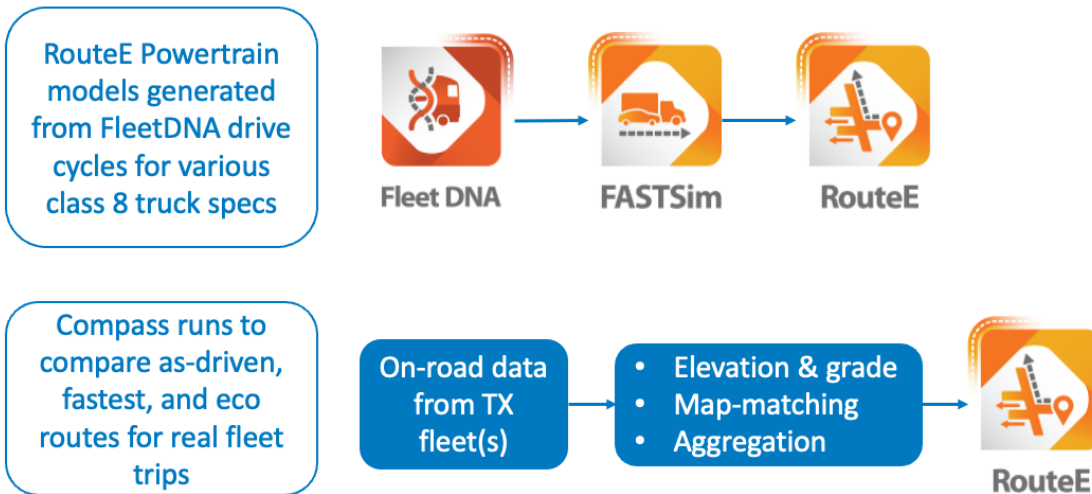 RouteE Powertrain
models generated
from FleetDNA drive
cycles for various
class 8 truck specs
Fleet DNA
FASTSim
RouteE
Compass runs to
compare as-driven,
fastest, and eco
routes for real fleet
trips
On-road data
from TX
fleet(s)
• Elevation & grade
• Map-matching
• Aggregation
RouteE